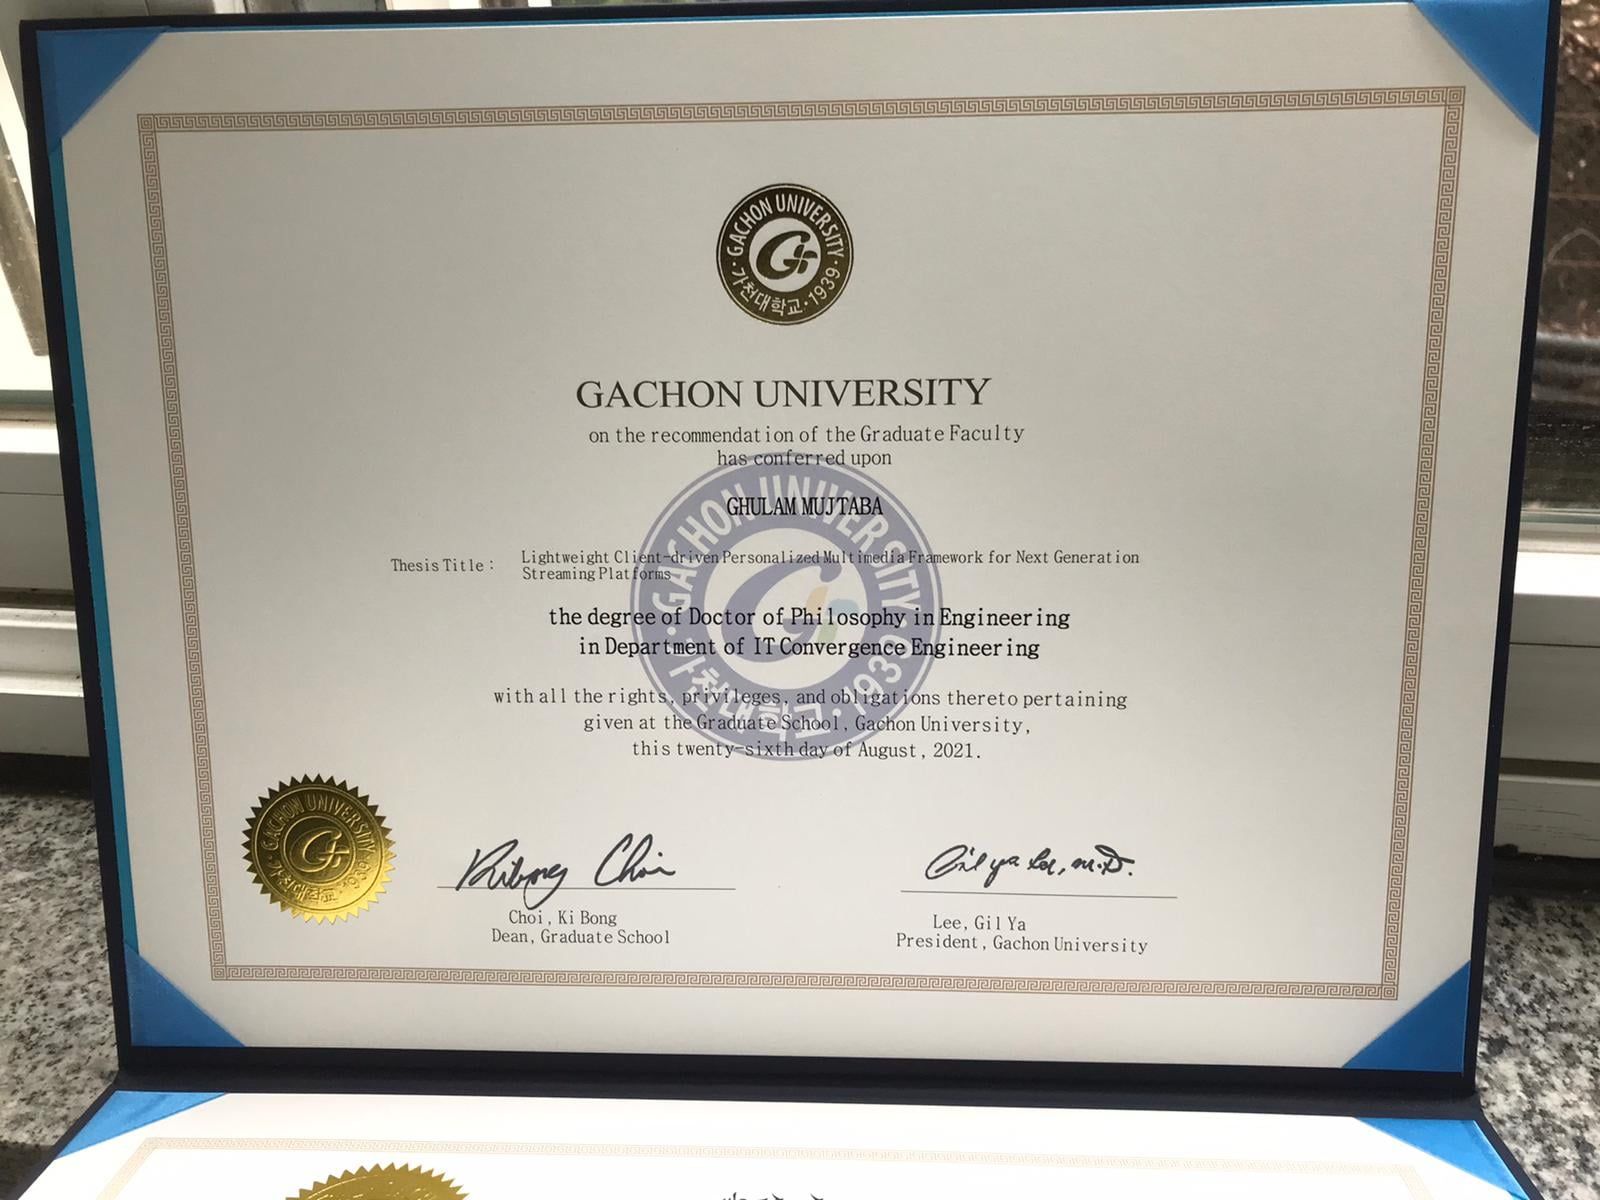 GACHON UNIVERSITY
가천대학교 · 1939
GACHON UNIVERSITY
on the recommendation of the Graduate Faculty
has conferred upon
GHULAM MUJTABA
Thesis Title : Lightweight Client-driven Personalized Multimedia Framework for Next Generation
Streaming Platforms
the degree of Doctor of Philosophy in Engineering
in Department of IT Convergence Engineering
with all the rights, privileges, and obligations thereto pertaining
given at the Graduate School, Gachon University,
this twenty-sixth day of August, 2021.
GACHON UNIVERSITY
가천대학교 · 1939
GACHON UNIVERSITY
가천대학교 · 1939
Kibong Choi
Gil ya Lee, M.D.
Choi, Ki Bong
Dean, Graduate School
Lee, Gil Ya
President, Gachon University